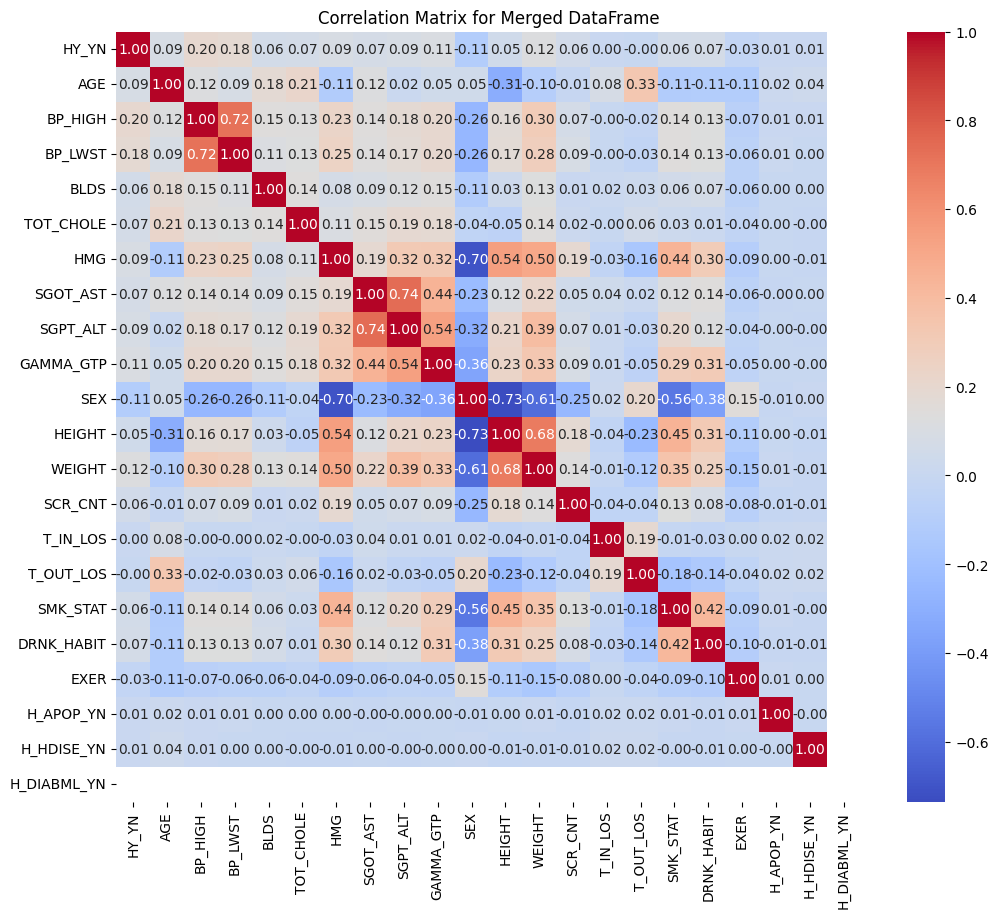 Correlation Matrix for Merged DataFrame
HY_YN 1.00 0.09 0.20 0.18 0.06 0.07 0.09 0.07 0.09 0.11 -0.11 0.05 0.12 0.06 0.00 -0.00 0.06 0.07 -0.03 0.01 0.01
AGE 0.09 1.00 0.12 0.09 0.18 0.21 -0.11 0.12 0.02 0.05 0.05 -0.31 -0.10 -0.01 0.08 0.33 -0.11 -0.11 -0.11 0.02 0.04
BP_HIGH 0.20 0.12 1.00 0.72 0.15 0.13 0.23 0.14 0.18 0.20 -0.26 0.16 0.30 0.07 -0.00 -0.02 0.14 0.13 -0.07 0.01 0.01
BP_LWST 0.18 0.09 0.72 1.00 0.11 0.13 0.25 0.14 0.17 0.20 -0.26 0.17 0.28 0.09 -0.00 -0.03 0.14 0.13 -0.06 0.01 0.00
BLDS 0.06 0.18 0.15 0.11 1.00 0.14 0.08 0.09 0.12 0.15 -0.11 0.03 0.13 0.01 0.02 0.03 0.06 0.07 -0.06 0.00 0.00
TOT_CHOLE 0.07 0.21 0.13 0.13 0.14 1.00 0.11 0.15 0.19 0.18 -0.04 -0.05 0.14 0.02 -0.00 0.06 0.03 0.01 -0.04 0.00 -0.00
HMG 0.09 -0.11 0.23 0.25 0.08 0.11 1.00 0.19 0.32 0.32 -0.70 0.54 0.50 0.19 -0.03 -0.16 0.44 0.30 -0.09 0.00 -0.01
SGOT_AST 0.07 0.12 0.14 0.14 0.09 0.15 0.19 1.00 0.74 0.44 -0.23 0.12 0.22 0.05 0.04 0.02 0.12 0.14 -0.06 -0.00 0.00
SGPT_ALT 0.09 0.02 0.18 0.17 0.12 0.19 0.32 0.74 1.00 0.54 -0.32 0.21 0.39 0.07 0.01 -0.03 0.20 0.12 -0.04 -0.00 -0.00
GAMMA_GTP 0.11 0.05 0.20 0.20 0.15 0.18 0.32 0.44 0.54 1.00 -0.36 0.23 0.33 0.09 0.01 -0.05 0.29 0.31 -0.05 0.00 -0.00
SEX -0.11 0.05 -0.26 -0.26 -0.11 -0.04 -0.70 -0.23 -0.32 -0.36 1.00 -0.73 -0.61 -0.25 0.02 0.20 -0.56 -0.38 0.15 -0.01 0.00
HEIGHT 0.05 -0.31 0.16 0.17 0.03 -0.05 0.54 0.12 0.21 0.23 -0.73 1.00 0.68 0.18 -0.04 -0.23 0.45 0.31 -0.11 0.00 -0.01
WEIGHT 0.12 -0.10 0.30 0.28 0.13 0.14 0.50 0.22 0.39 0.33 -0.61 0.68 1.00 0.14 -0.01 -0.12 0.35 0.25 -0.15 0.01 -0.01
SCR_CNT 0.06 -0.01 0.07 0.09 0.01 0.02 0.19 0.05 0.07 0.09 -0.25 0.18 0.14 1.00 -0.04 -0.04 0.13 0.08 -0.08 -0.01 -0.01
T_IN_LOS 0.00 0.08 -0.00 -0.00 0.02 -0.00 -0.03 0.04 0.01 0.01 0.02 -0.04 -0.01 -0.04 1.00 0.19 -0.01 -0.03 0.00 0.02 0.02
T_OUT_LOS -0.00 0.33 -0.02 -0.03 0.03 0.06 -0.16 0.02 -0.03 -0.05 0.20 -0.23 -0.12 -0.04 0.19 1.00 -0.18 -0.14 -0.04 0.02 0.02
SMK_STAT 0.06 -0.11 0.14 0.14 0.06 0.03 0.44 0.12 0.20 0.29 -0.56 0.45 0.35 0.13 -0.01 -0.18 1.00 0.42 -0.09 0.01 -0.00
DRNK_HABIT 0.07 -0.11 0.13 0.13 0.07 0.01 0.30 0.14 0.12 0.31 -0.38 0.31 0.25 0.08 -0.03 -0.14 0.42 1.00 -0.10 -0.01 -0.01
EXER -0.03 -0.11 -0.07 -0.06 -0.06 -0.04 -0.09 -0.06 -0.04 -0.05 0.15 -0.11 -0.15 -0.08 0.00 -0.04 -0.09 -0.10 1.00 0.01 0.00
H_APOP_YN 0.01 0.02 0.01 0.01 0.00 0.00 0.00 -0.00 -0.00 0.00 -0.01 0.00 0.01 -0.01 0.02 0.02 0.01 -0.01 0.01 1.00 -0.00
H_HDISE_YN 0.01 0.04 0.01 0.00 0.00 -0.00 -0.01 0.00 -0.00 -0.00 0.00 -0.01 -0.01 -0.01 0.02 0.02 -0.00 -0.01 0.00 -0.00 1.00
H_DIABML_YN
HY_YN AGE BP_HIGH BP_LWST BLDS TOT_CHOLE HMG SGOT_AST SGPT_ALT GAMMA_GTP SEX HEIGHT WEIGHT SCR_CNT T_IN_LOS T_OUT_LOS SMK_STAT DRNK_HABIT EXER H_APOP_YN H_HDISE_YN H_DIABML_YN
1.0
0.8
0.6
0.4
0.2
0.0
−0.2
−0.4
−0.6